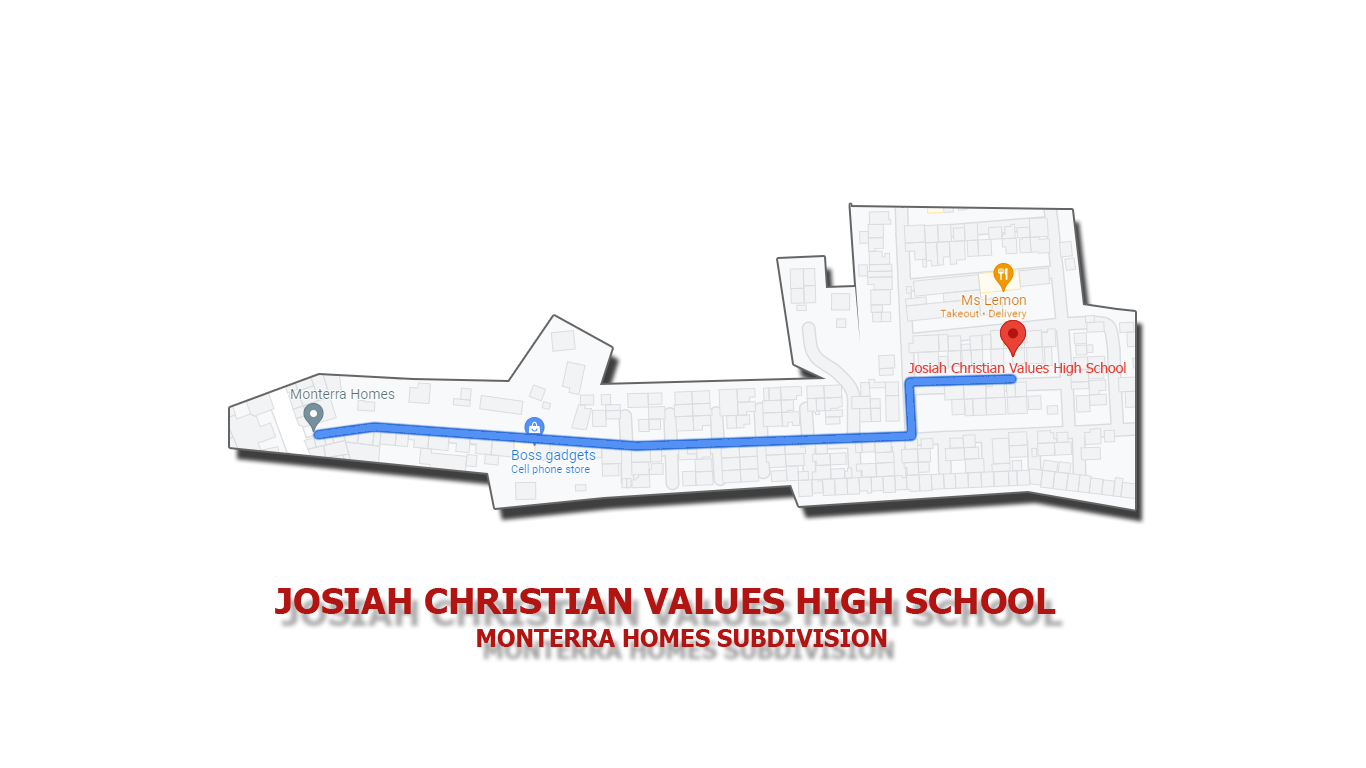 Ms Lemon
Takeout • Delivery
Josiah Christian Values High School
Monterra Homes
Boss gadgets
Cell phone store
JOSIAH CHRISTIAN VALUES HIGH SCHOOL
MONTERRA HOMES SUBDIVISION